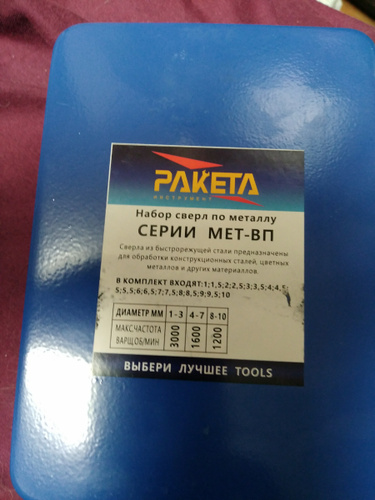 РАКЕТА
ИНСТРУМЕНТ
Набор сверл по металлу
СЕРИИ МЕТ-ВП
Сверла из быстрорежущей стали предназначены
для обработки конструкционных сталей, цветных
металлов и других материаллов.
В КОМПЛЕКТ ВХОДЯТ:1;1,5;2;2,5;3;3,5;4;4,5
5;5,5;6;6,5;7;7,5;8;8,5;9;9,5;10
ДИАМЕТР ММ 1-3 4-7 8-10
МАКС.ЧАСТОТА
ВАРЩ.ОБ/МИН 3000 1600 1200
ВЫБЕРИ ЛУЧШЕЕ TOOLS